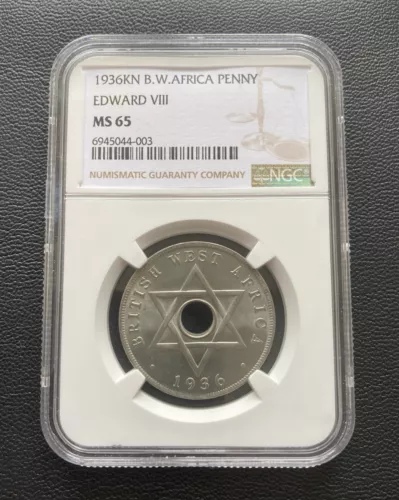 1936KN B.W.AFRICA PENNY
EDWARD VIII
MS 65
6945044-003
NUMISMATIC GUARANTY COMPANY
NGC
BRITISH WEST AFRICA
· 1936 ·